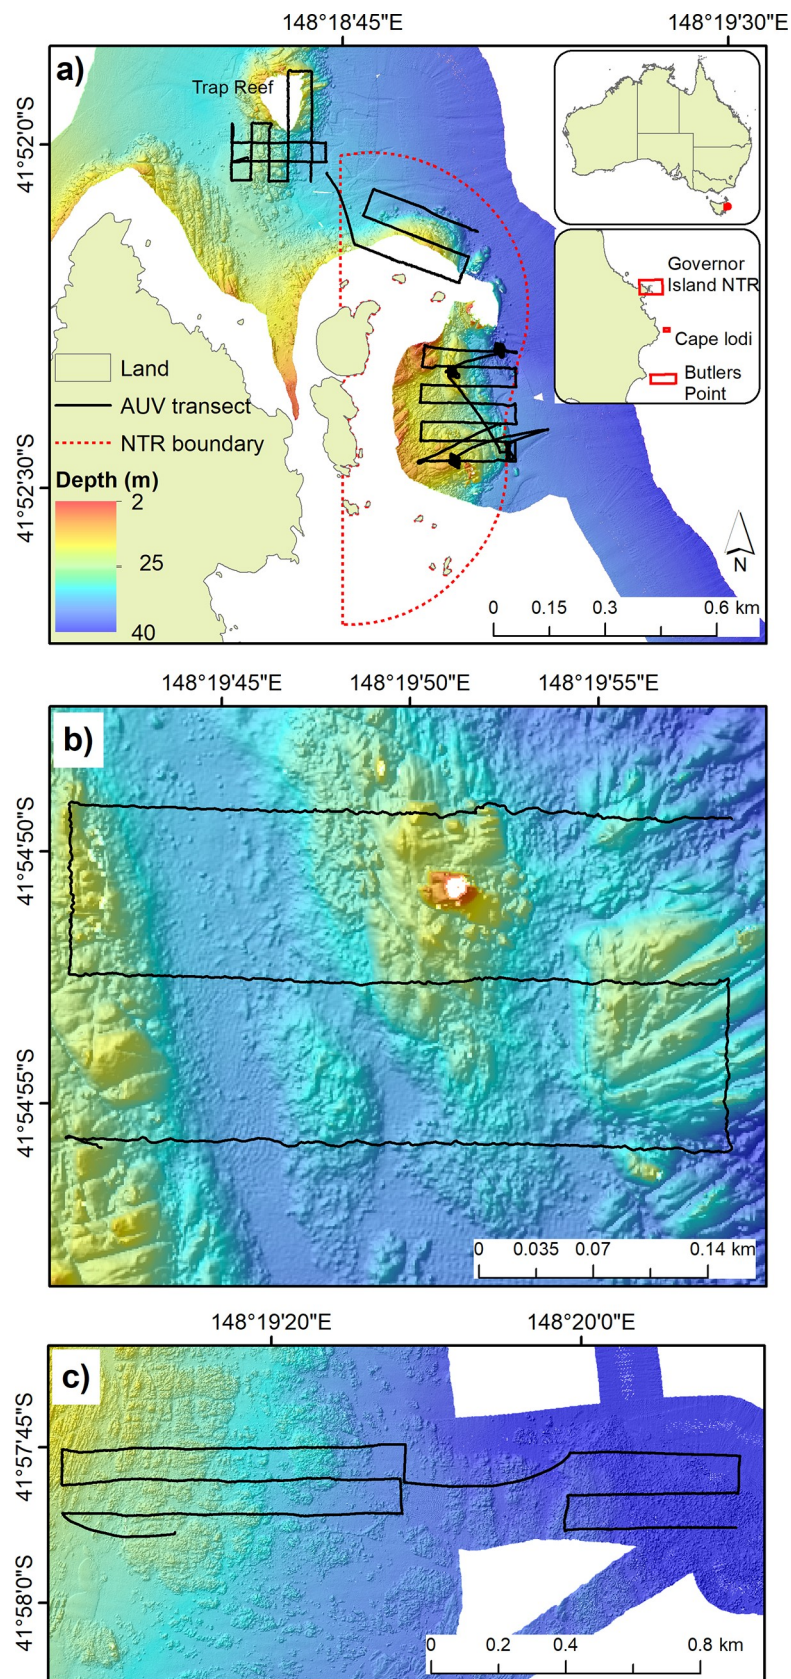 148°18'45"E
148°19'30"E
a)
Trap Reef
41°52'0"S
Governor
Island NTR
Cape lodi
Butlers
Point
Land
AUV transect
NTR boundary
Depth (m)
2
25
40
41°52'30"S
N
0 0.15 0.3 0.6 km
148°19'45"E
148°19'50"E
148°19'55"E
b)
41°54'50"S
41°54'55"S
0 0.035 0.07 0.14 km
148°19'20"E
148°20'0"E
c)
41°57'45"S
41°58'0"S
0 0.2 0.4 0.8 km